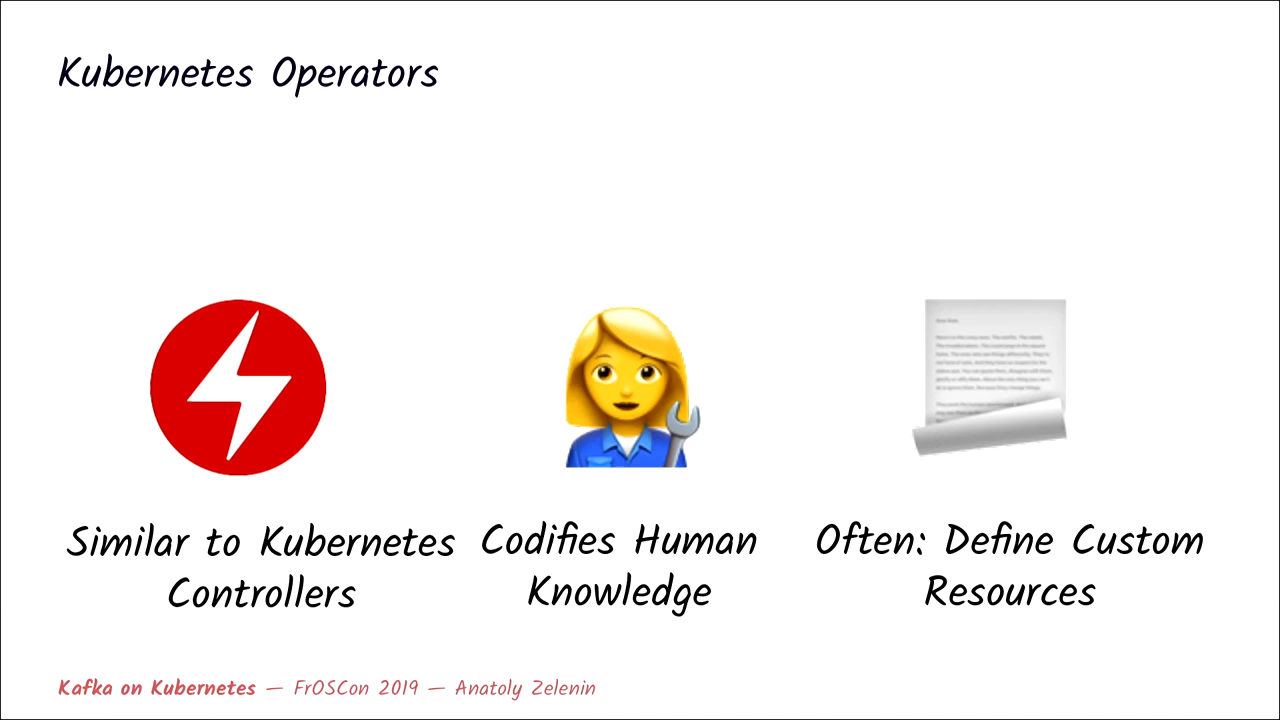 Kubernetes Operators
Similar to Kubernetes
Controllers
Codifies Human
Knowledge
Often: Define Custom
Resources
Kafka on Kubernetes — FrOSCon 2019 — Anatoly Zelenin